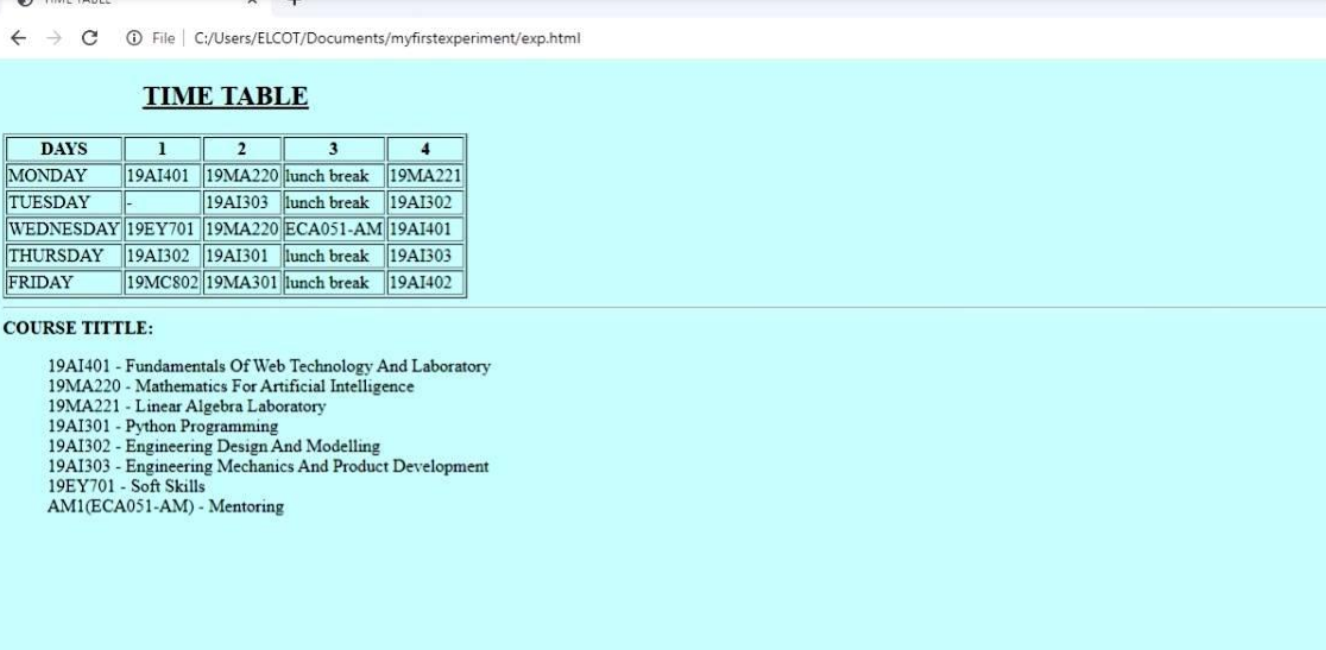 TIME TABLE
File C:/Users/ELCOT/Documents/myfirstexperiment/exp.html
TIME TABLE
DAYS 1 2 3 4
MONDAY 19AI401 19MA220 lunch break 19MA221
TUESDAY - 19AI303 lunch break 19AI302
WEDNESDAY 19EY701 19MA220 ECA051-AM 19AI401
THURSDAY 19AI302 19AI301 lunch break 19AI303
FRIDAY 19MC802 19MA301 lunch break 19AI402
COURSE TITTLE:
19AI401 - Fundamentals Of Web Technology And Laboratory
19MA220 - Mathematics For Artificial Intelligence
19MA221 - Linear Algebra Laboratory
19AI301 - Python Programming
19AI302 - Engineering Design And Modelling
19AI303 - Engineering Mechanics And Product Development
19EY701 - Soft Skills
AM1(ECA051-AM) - Mentoring